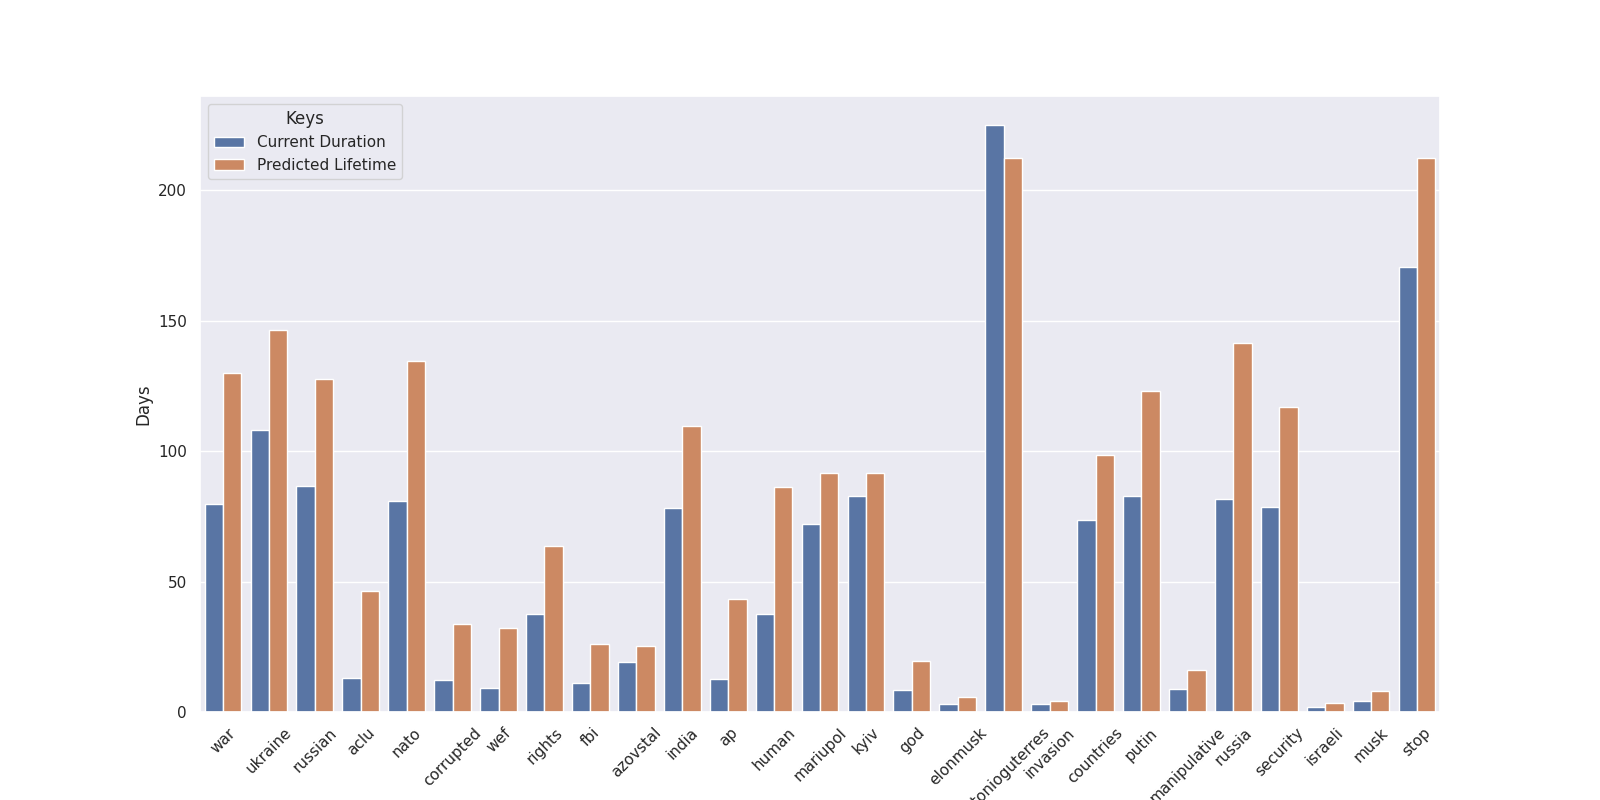 Keys
Current Duration
Predicted Lifetime
Days
200
150
100
50
0
war
ukraine
russian
aclu
nato
corrupted
wef
rights
fbi
azovstal
india
ap
human
mariupol
kyiv
god
elonmusk
tonioguterres
invasion
countries
putin
manipulative
russia
security
israeli
musk
stop